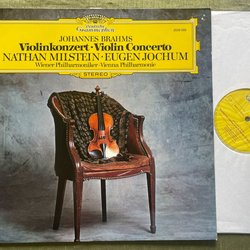 Deutsche
Grammophon
JOHANNES BRAHMS
Violinkonzert · Violin Concerto
NATHAN MILSTEIN · EUGEN JOCHUM
Wiener Philharmoniker · Vienna Philharmonic
STEREO